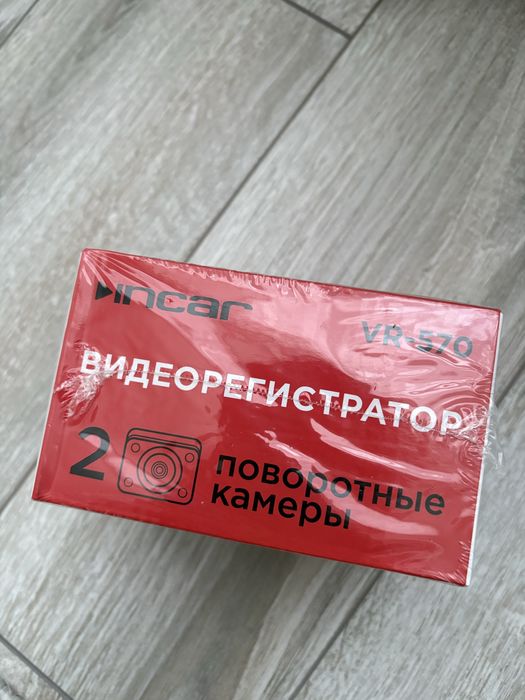 incar
VR-570
ВИДЕОРЕГИСТРАТОР
2 поворотные
камеры